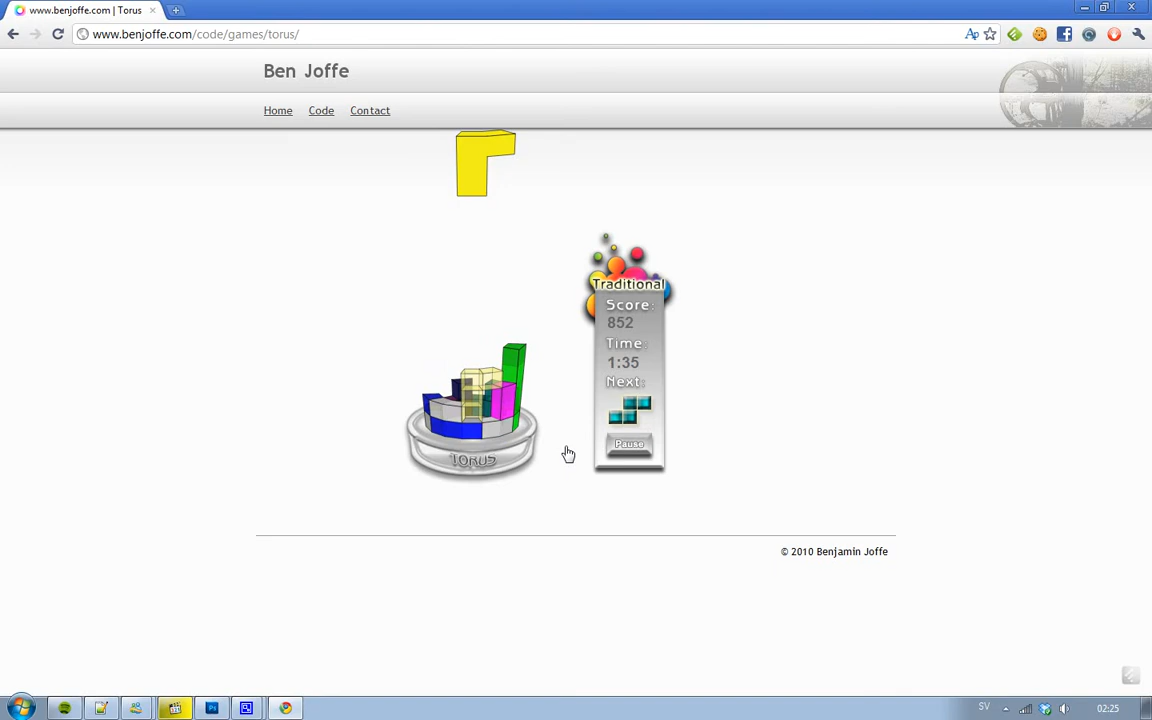 www.benjoffe.com | Torus
www.benjoffe.com/code/games/torus/
Ben Joffe
Home Code Contact
Traditional
Score:
852
Time:
1:35
Next:
Pause
TORUS
© 2010 Benjamin Joffe
SV 02:25